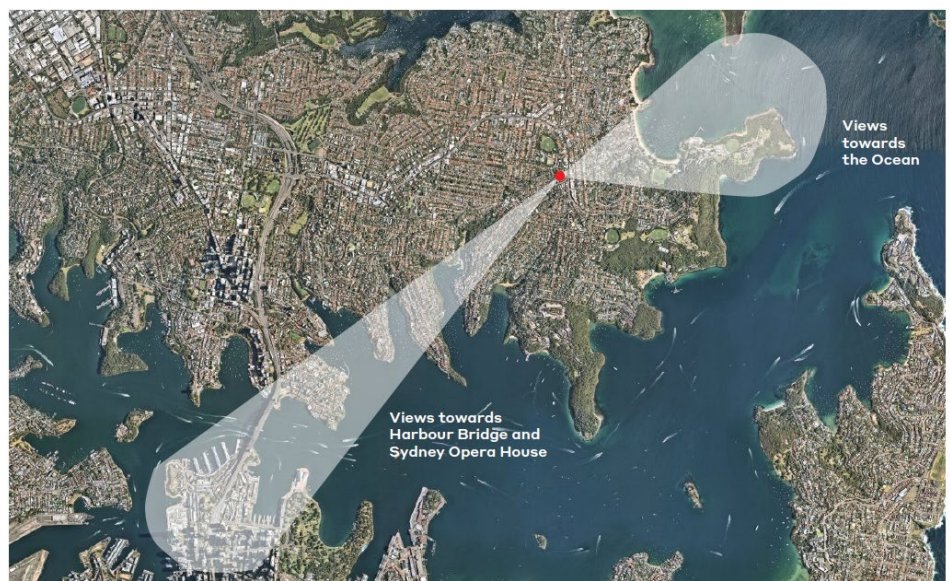 Views
towards
the Ocean
Views towards
Harbour Bridge and
Sydney Opera House